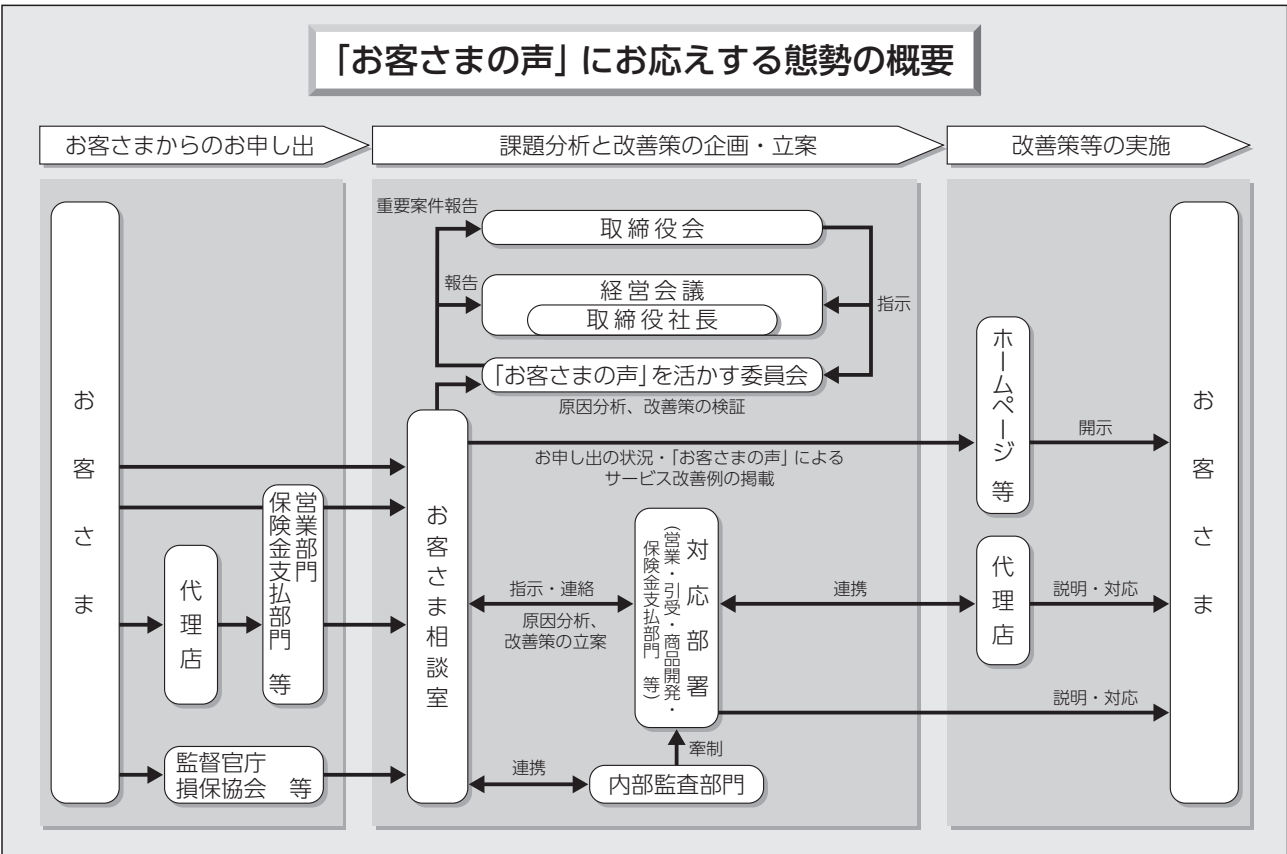 「お客さまの声」にお応えする態勢の概要
お客さまからのお申し出
課題分析と改善策の企画・立案
改善策等の実施
お客さま
代理店
営業部門
保険金支払部門 等
監督官庁
損保協会 等
重要案件報告
取締役会
報告
経営会議
取締役社長
指示
「お客さまの声」を活かす委員会
原因分析、改善策の検証
お客さま相談室
お申し出の状況・「お客さまの声」による
サービス改善例の掲載
指示・連絡
原因分析、
改善策の立案
対応部署
(営業・引受・商品開発・
保険金支払部門 等)
連携
牽制
連携
内部監査部門
ホームページ 等
開示
代理店
説明・対応
説明・対応
お客さま